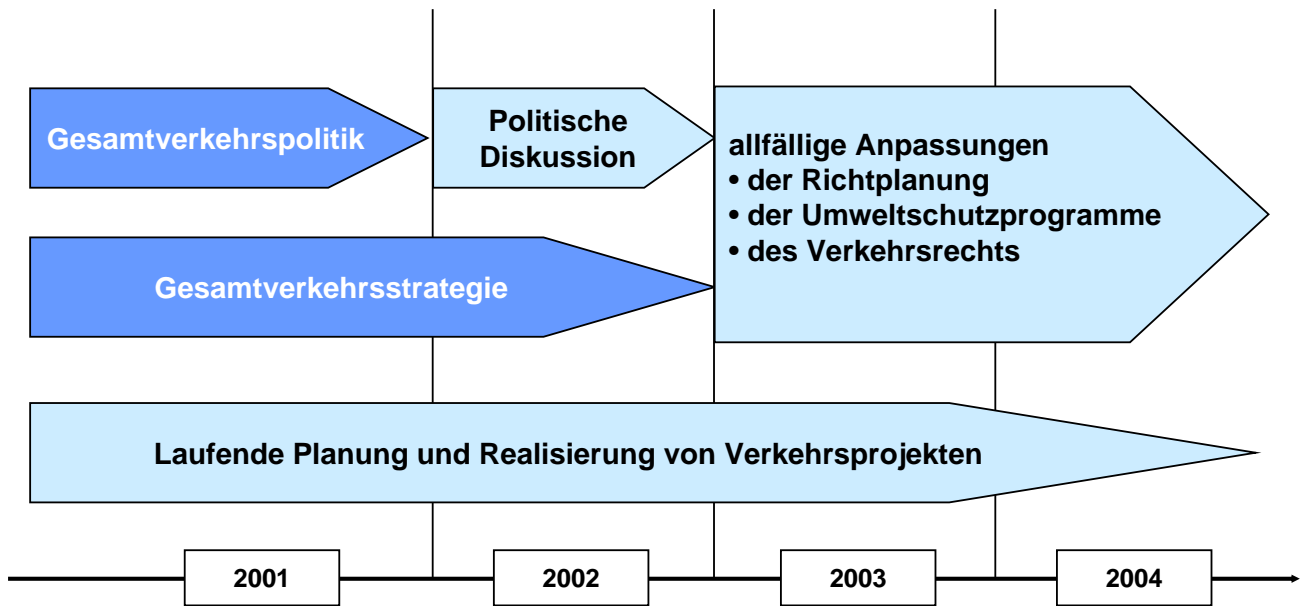 Gesamtverkehrspolitik
Politische
Diskussion
allfällige Anpassungen
• der Richtplanung
• der Umweltschutzprogramme
• des Verkehrsrechts
Gesamtverkehrsstrategie
Laufende Planung und Realisierung von Verkehrsprojekten
2001
2002
2003
2004